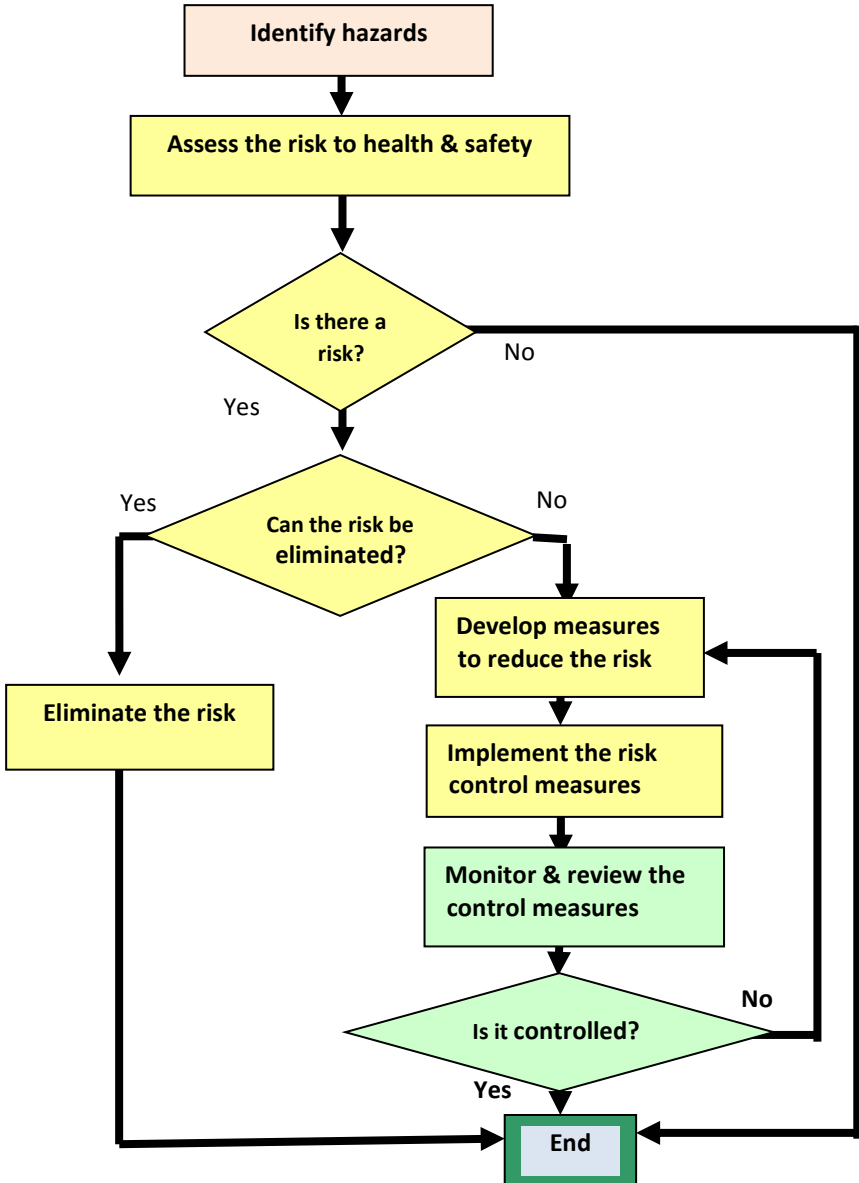 Identify hazards
Assess the risk to health & safety
Is there a
risk?
No
Yes
Yes
No
Can the risk be
eliminated?
Develop measures
to reduce the risk
Eliminate the risk
Implement the risk
control measures
Monitor & review the
control measures
No
Is it controlled?
Yes
End